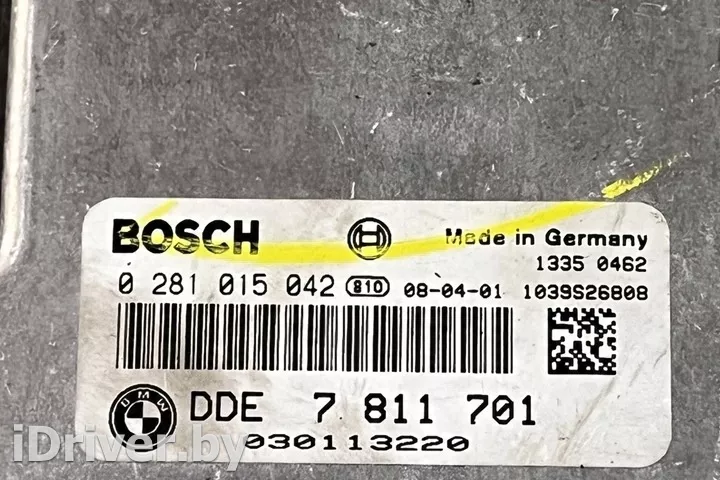 BOSCH Made in Germany
1335 0462
0 281 015 042 810 08-04-01 1039S26808
BMW DDE 7 811 701
030113220
iDriver.by